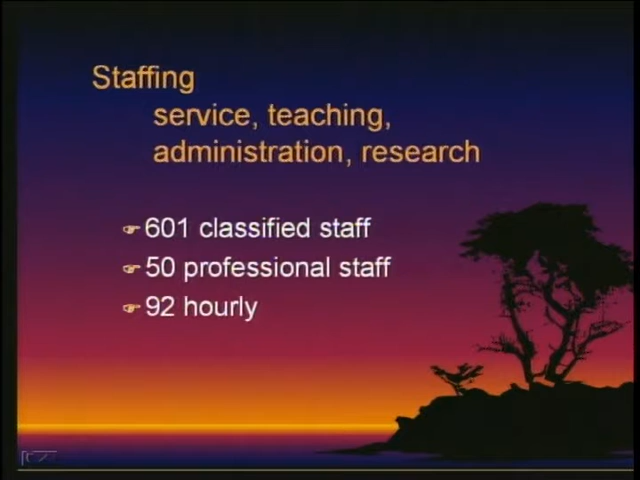 Staffing
service, teaching,
administration, research
601 classified staff
50 professional staff
92 hourly